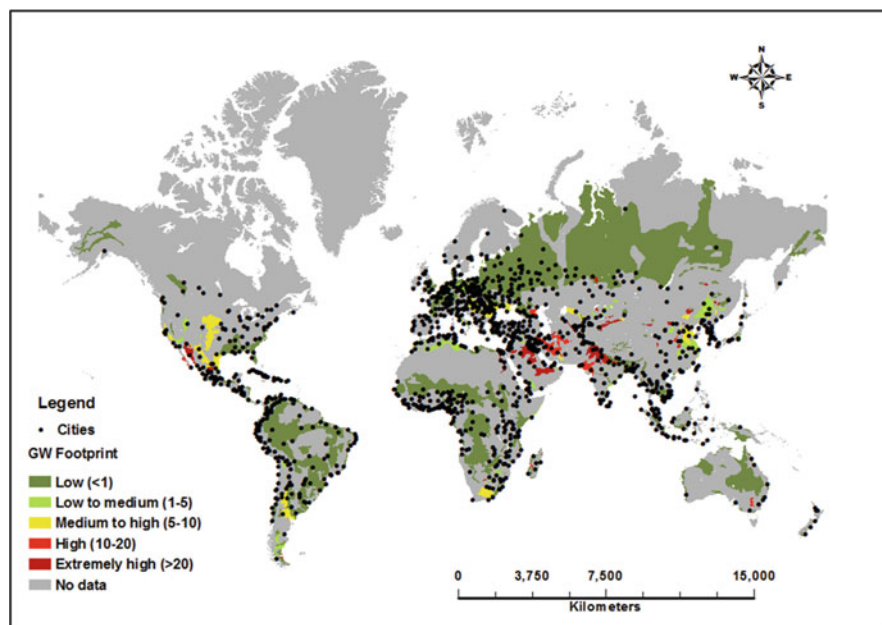 N
W E
S
Legend
Cities
GW Footprint
Low (<1)
Low to medium (1-5)
Medium to high (5-10)
High (10-20)
Extremely high (>20)
No data
0 3,750 7,500 15,000
Kilometers